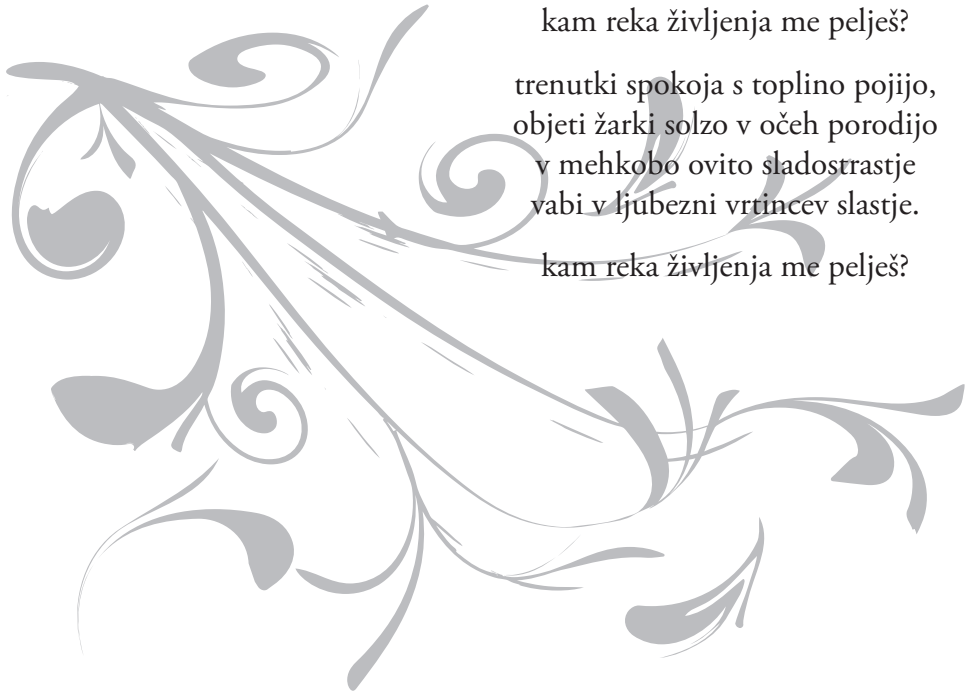 kam reka življenja me pelješ?
trenutki spokoja s toplino pojijo,
objeti žarki solzo v očeh porodijo
v mehkobo ovito sladostrastje
vabi v ljubezni vrtincev slastje.
kam reka življenja me pelješ?